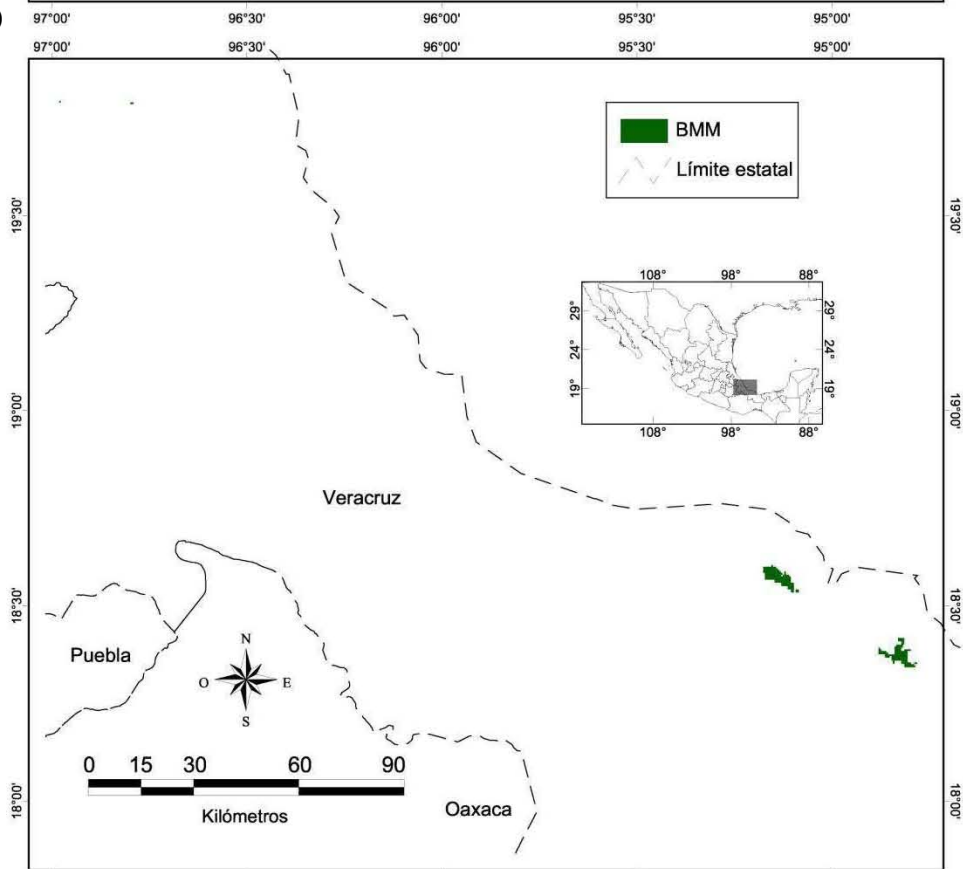 97°00' 96°30' 96°00' 95°30' 95°00'
97°00' 96°30' 96°00' 95°30' 95°00'
BMM
Límite estatal
19°30' 19°30'
108° 98° 88°
29° 29°
24° 24°
19° 19°
108° 98° 88°
19°00' 19°00'
Veracruz
18°30' 18°30'
Puebla
N
O E
S
0 15 30 60 90
Kilómetros
Oaxaca
18°00' 18°00'